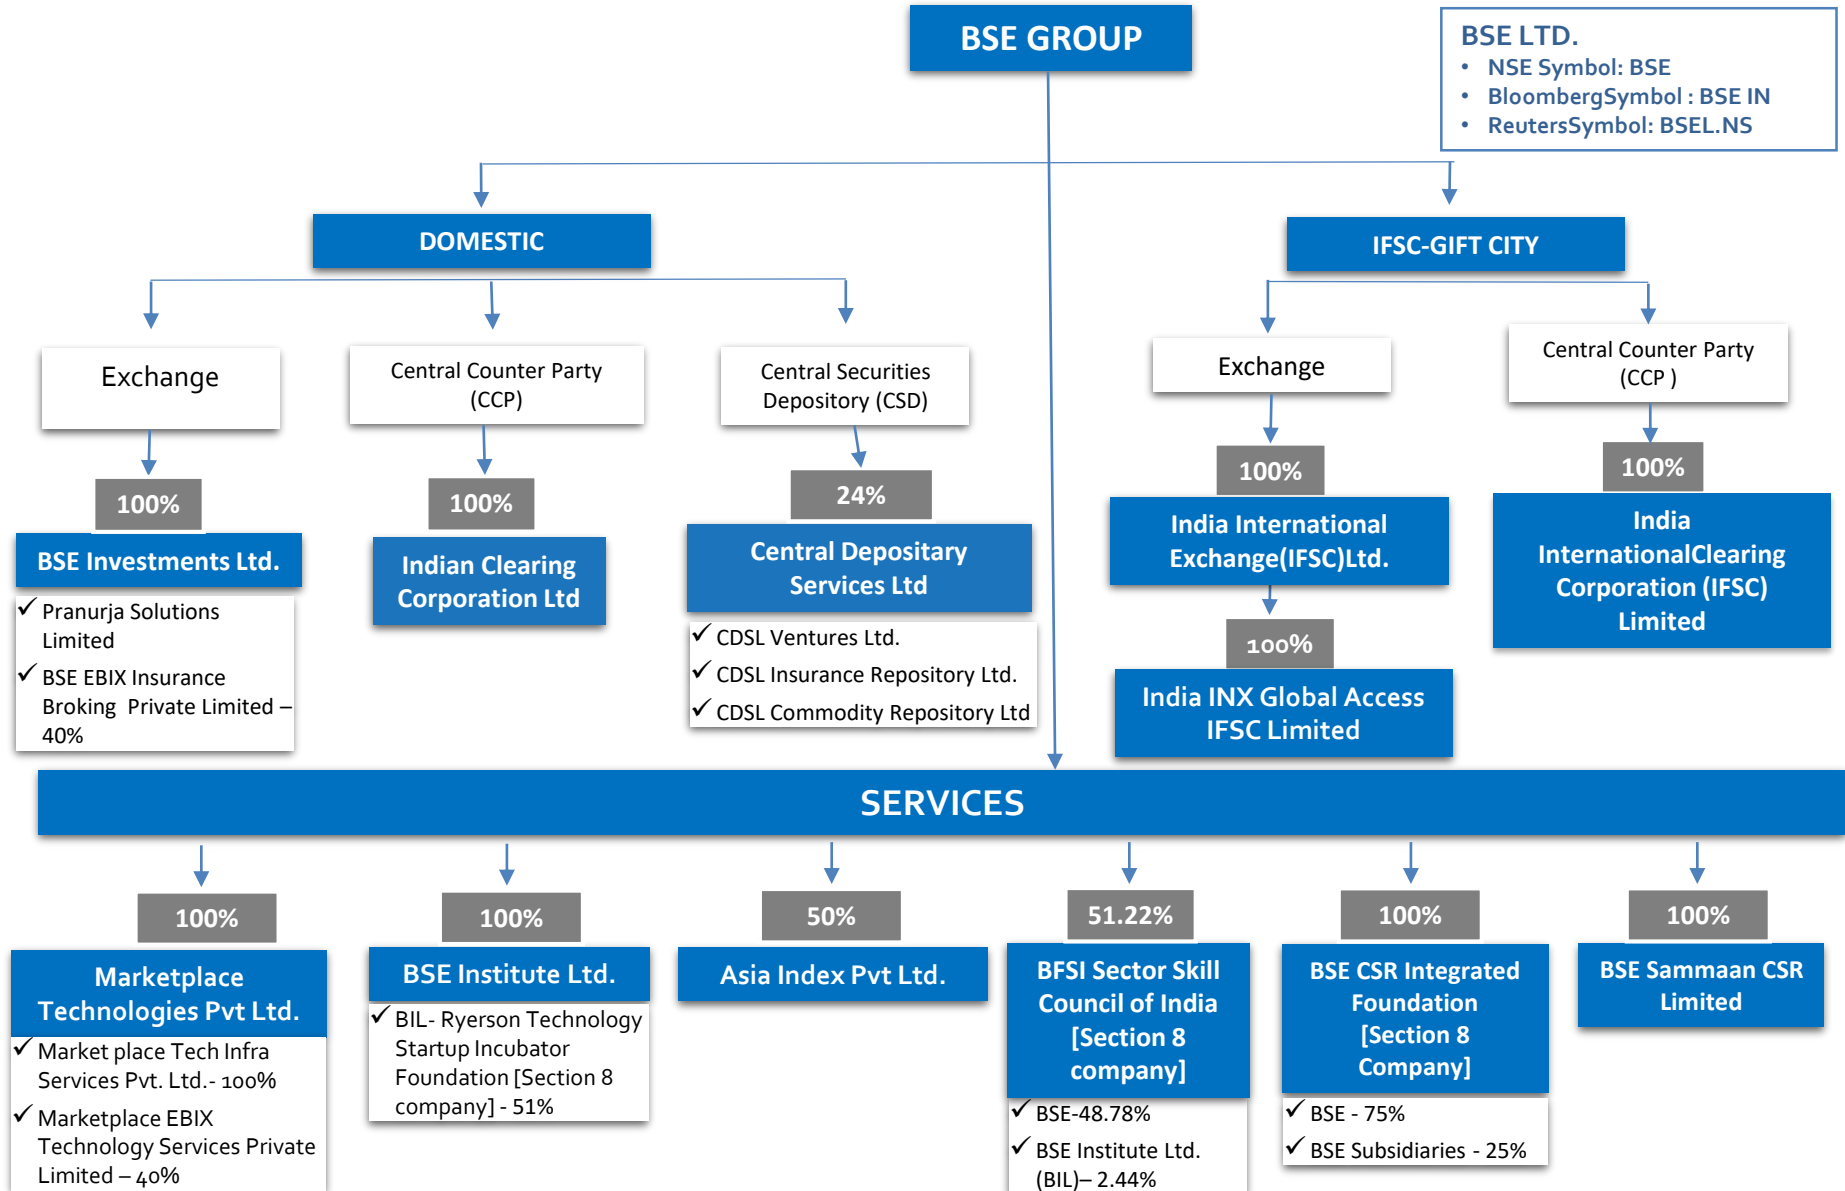 BSE GROUP
BSE LTD.
• NSE Symbol: BSE
• BloombergSymbol : BSE IN
• ReutersSymbol: BSEL.NS
DOMESTIC
IFSC-GIFT CITY
Exchange
Central Counter Party
(CCP)
Central Securities
Depository (CSD)
Exchange
Central Counter Party
(CCP )
100%
100%
24%
100%
100%
BSE Investments Ltd.
Indian Clearing
Corporation Ltd
Central Depositary
Services Ltd
India International
Exchange(IFSC)Ltd.
India
InternationalClearing
Corporation (IFSC)
Limited
✓ Pranurja Solutions
Limited
✓ BSE EBIX Insurance
Broking Private Limited –
40%
✓ CDSL Ventures Ltd.
✓ CDSL Insurance Repository Ltd.
✓ CDSL Commodity Repository Ltd
100%
India INX Global Access
IFSC Limited
SERVICES
100%
100%
50%
51.22%
100%
100%
Marketplace
Technologies Pvt Ltd.
✓ Market place Tech Infra
Services Pvt. Ltd.- 100%
✓ Marketplace EBIX
Technology Services Private
Limited – 40%
BSE Institute Ltd.
✓ BIL- Ryerson Technology
Startup Incubator
Foundation [Section 8
company] - 51%
Asia Index Pvt Ltd.
BFSI Sector Skill
Council of India
[Section 8
company]
✓ BSE-48.78%
✓ BSE Institute Ltd.
(BIL)– 2.44%
BSE CSR Integrated
Foundation
[Section 8
Company]
✓ BSE - 75%
✓ BSE Subsidiaries - 25%
BSE Sammaan CSR
Limited